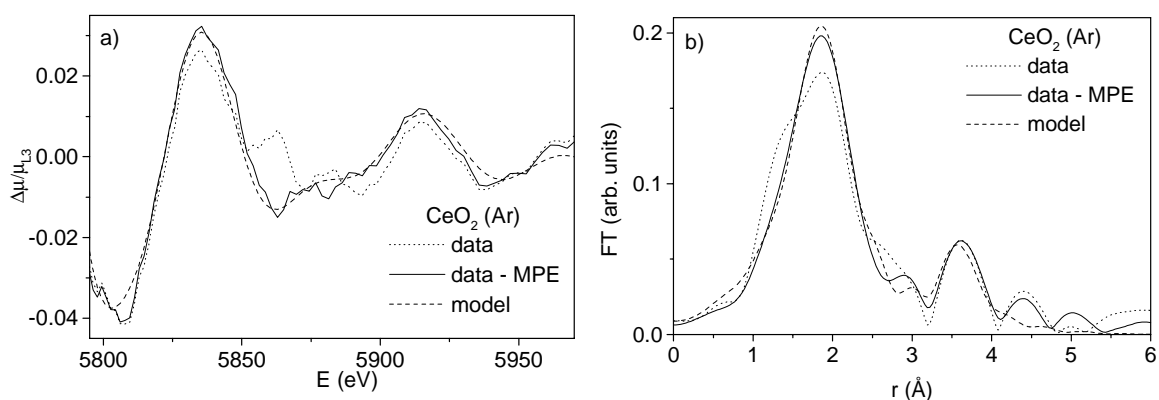 a)
CeO2 (Ar)
data
data - MPE
model
0.02
0.00
-0.02
-0.04
Δμ/μL3
5800
5850
5900
5950
E (eV)
b)
CeO2 (Ar)
data
data - MPE
model
0.2
0.1
0.0
FT (arb. units)
0
1
2
3
4
5
6
r (Å)